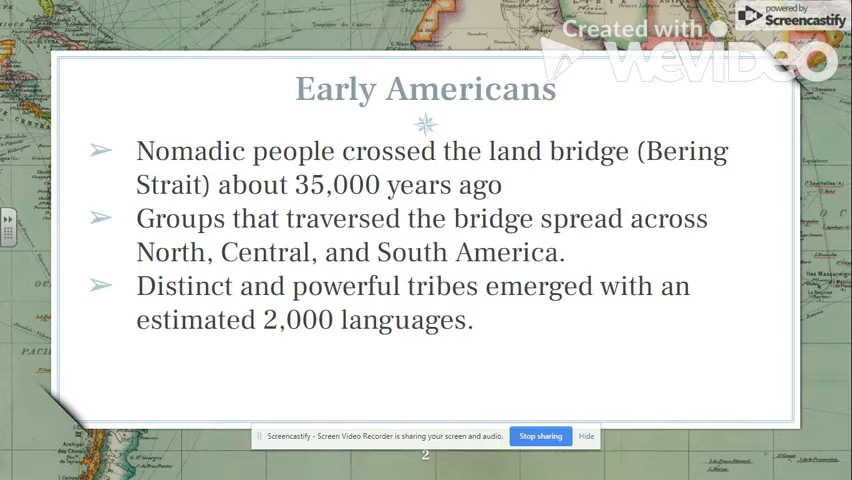 powered by
Screencastify
Created with
WeVideo
Early Americans
➢ Nomadic people crossed the land bridge (Bering
Strait) about 35,000 years ago
➢ Groups that traversed the bridge spread across
North, Central, and South America.
➢ Distinct and powerful tribes emerged with an
estimated 2,000 languages.
Screencastify - Screen Video Recorder is sharing your screen and audio.
Stop sharing
Hide
2